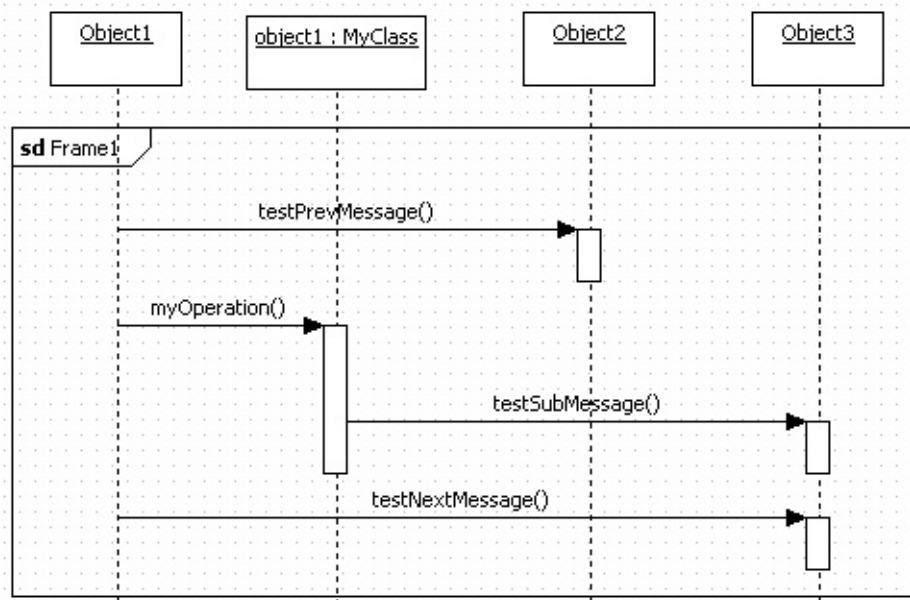 Object1
object1 : MyClass
Object2
Object3
sd Frame1
testPrevMessage()
myOperation()
testSubMessage()
testNextMessage()